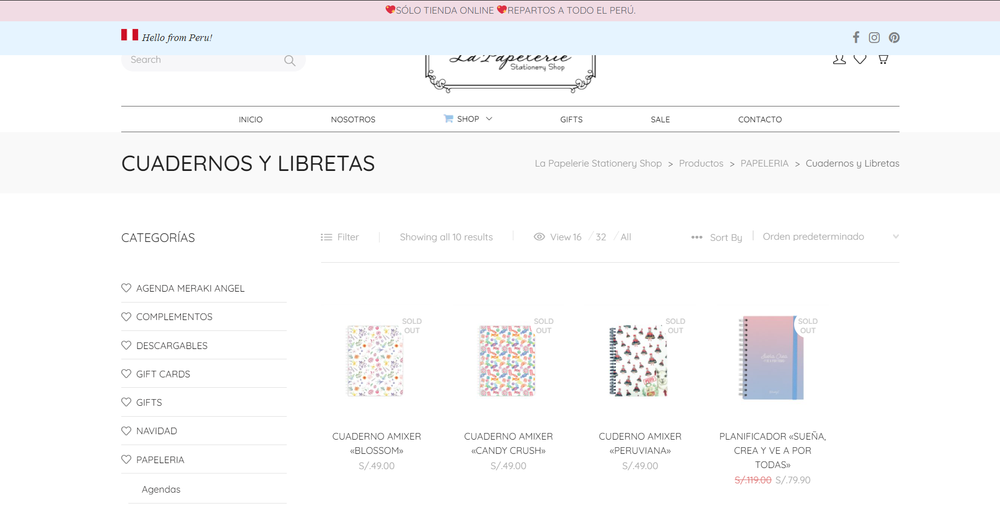 💖SÓLO TIENDA ONLINE 💖REPARTOS A TODO EL PERÚ.
Hello from Peru!
Search
La Papelerie
Stationery Shop
INICIO
NOSOTROS
SHOP
GIFTS
SALE
CONTACTO
CUADERNOS Y LIBRETAS
La Papelerie Stationery Shop > Productos > PAPELERIA > Cuadernos y Libretas
CATEGORÍAS
AGENDA MERAKI ANGEL
COMPLEMENTOS
DESCARGABLES
GIFT CARDS
GIFTS
NAVIDAD
PAPELERIA
Agendas
Filter
Showing all 10 results
View 16 / 32 / All
Sort By
Orden predeterminado
SOLD
OUT
CUADERNO AMIXER
«BLOSSOM»
S/.49.00
SOLD
OUT
CUADERNO AMIXER
«CANDY CRUSH»
S/.49.00
SOLD
OUT
PERÚ
CUDERNO AMIXER
«PERUVIANA»
S/.49.00
SOLD
OUT
Sueña, Crea
Y VE A POR TODAS
PLANIFICADOR «SUEÑA,
CREA Y VE A POR
TODAS»
S/.119.00 S/.79.90